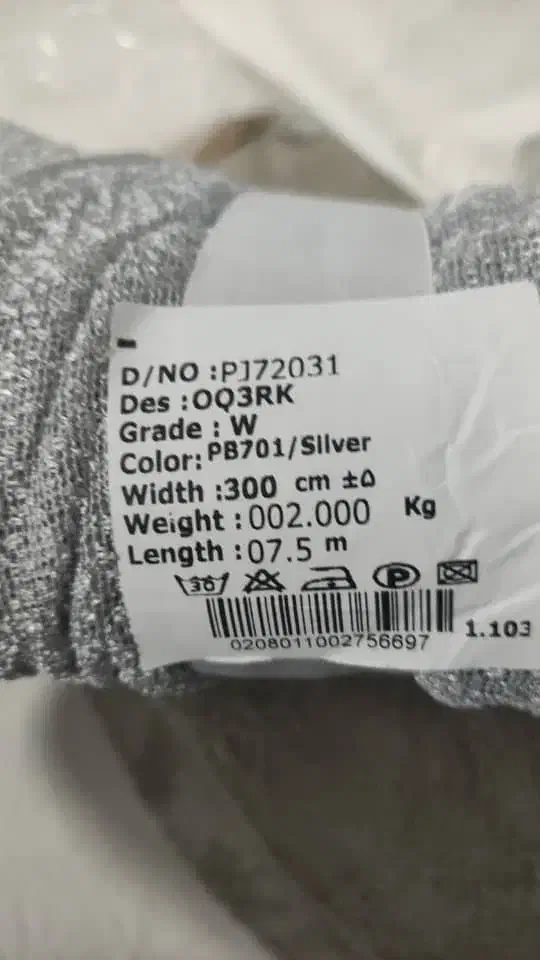 D/NO :PJ72031
Des :OQ3RK
Grade : W
Color: PB701/Silver
Width :300 cm ±۵
Weight :002.000 Kg
Length :07.5 m
30 P
0208011002756697 1.103